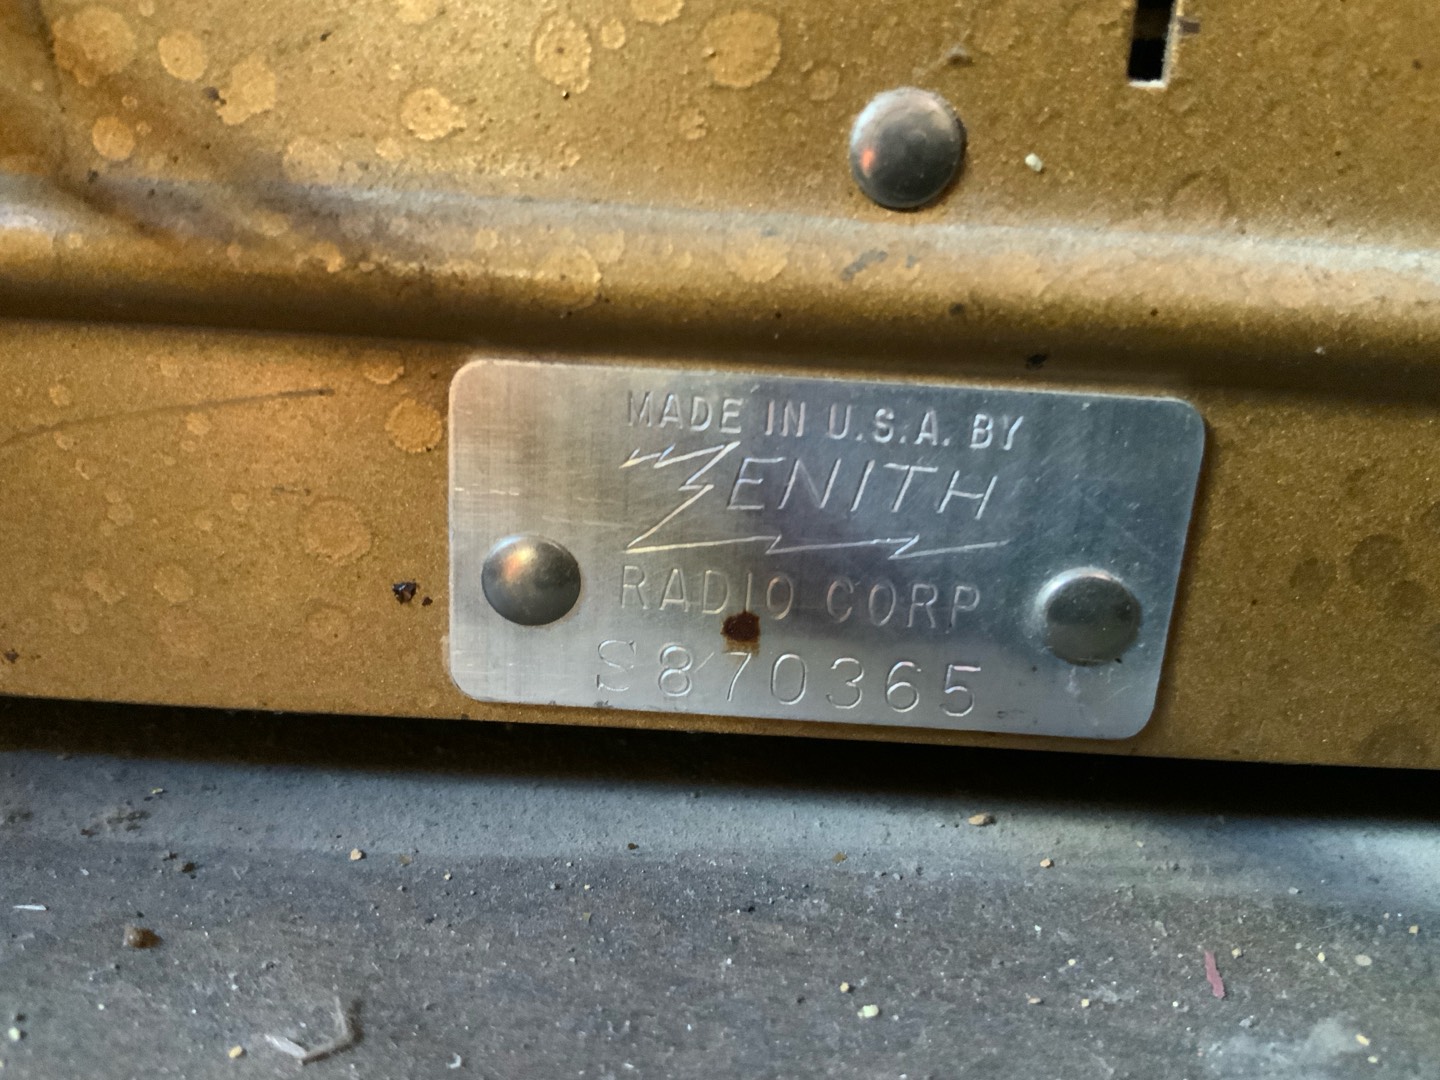 MADE IN U.S.A. BY
ZENITH
RADIO CORP
S870365